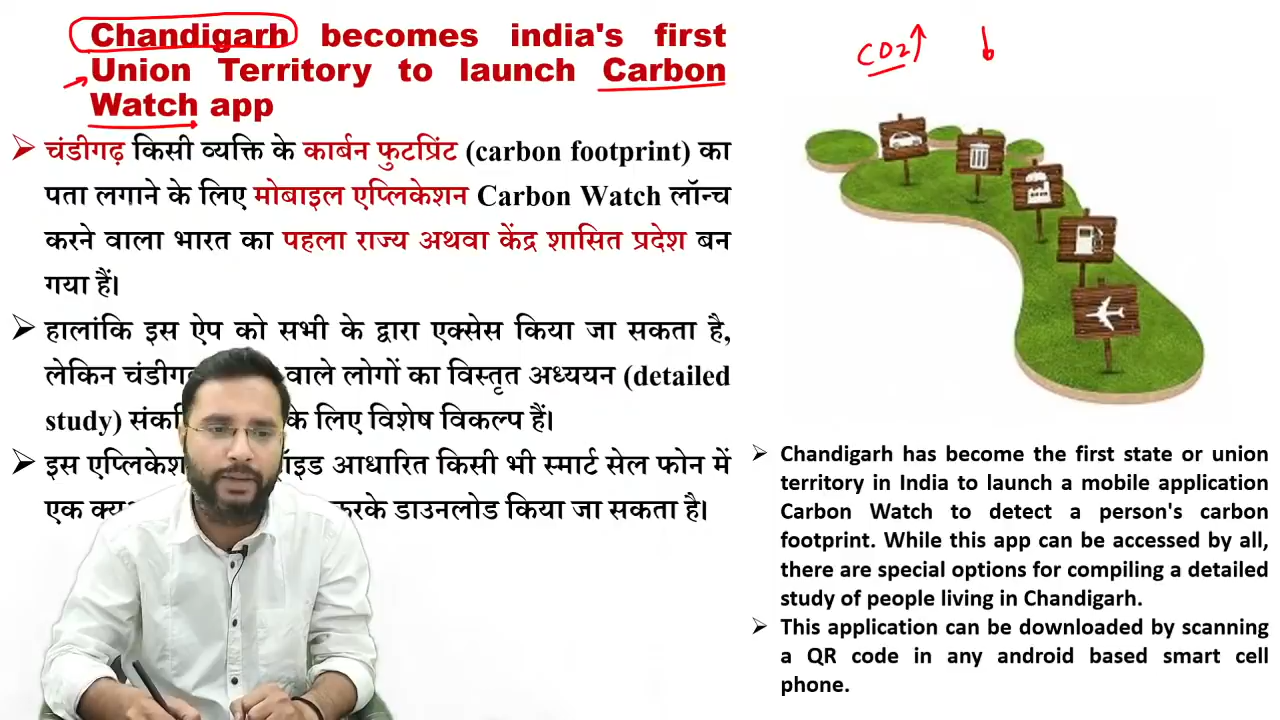 Chandigarh becomes india's first
Union Territory to launch Carbon
Watch app
CO2
चंडीगढ़ किसी व्यक्ति के कार्बन फुटप्रिंट (carbon footprint) का
पता लगाने के लिए मोबाइल एप्लिकेशन Carbon Watch लॉन्च
करने वाला भारत का पहला राज्य अथवा केंद्र शासित प्रदेश बन
गया हैं।
हालांकि इस ऐप को सभी के द्वारा एक्सेस किया जा सकता है,
लेकिन वाले लोगों का विस्तृत अध्ययन (detailed
study) के लिए विशेष विकल्प हैं।
इस आधारित किसी भी स्मार्ट सेल फोन में
एक करके डाउनलोड किया जा सकता है।
Chandigarh has become the first state or union
territory in India to launch a mobile application
Carbon Watch to detect a person's carbon
footprint. While this app can be accessed by all,
there are special options for compiling a detailed
study of people living in Chandigarh.
This application can be downloaded by scanning
a QR code in any android based smart cell
phone.